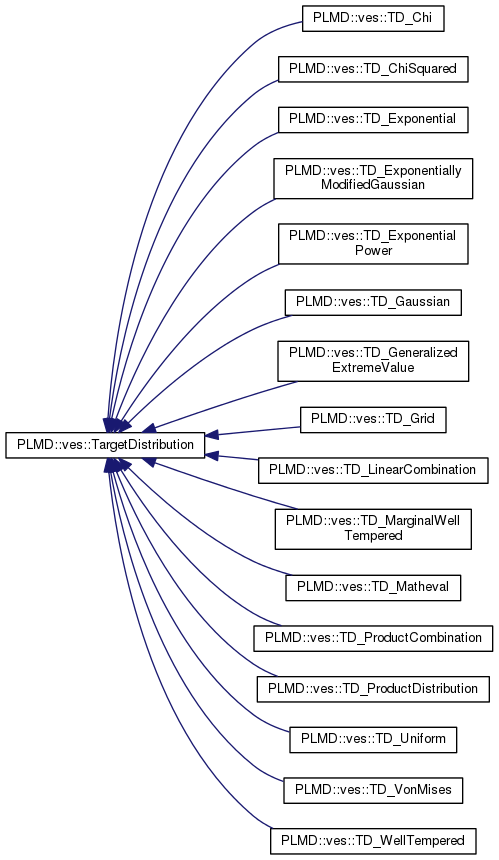 PLMD::ves::TD_Chi
PLMD::ves::TD_ChiSquared
PLMD::ves::TD_Exponential
PLMD::ves::TD_Exponentially
ModifiedGaussian
PLMD::ves::TD_Exponential
Power
PLMD::ves::TD_Gaussian
PLMD::ves::TD_Generalized
ExtremeValue
PLMD::ves::TD_Grid
PLMD::ves::TargetDistribution
PLMD::ves::TD_LinearCombination
PLMD::ves::TD_MarginalWell
Tempered
PLMD::ves::TD_Matheval
PLMD::ves::TD_ProductCombination
PLMD::ves::TD_ProductDistribution
PLMD::ves::TD_Uniform
PLMD::ves::TD_VonMises
PLMD::ves::TD_WellTempered